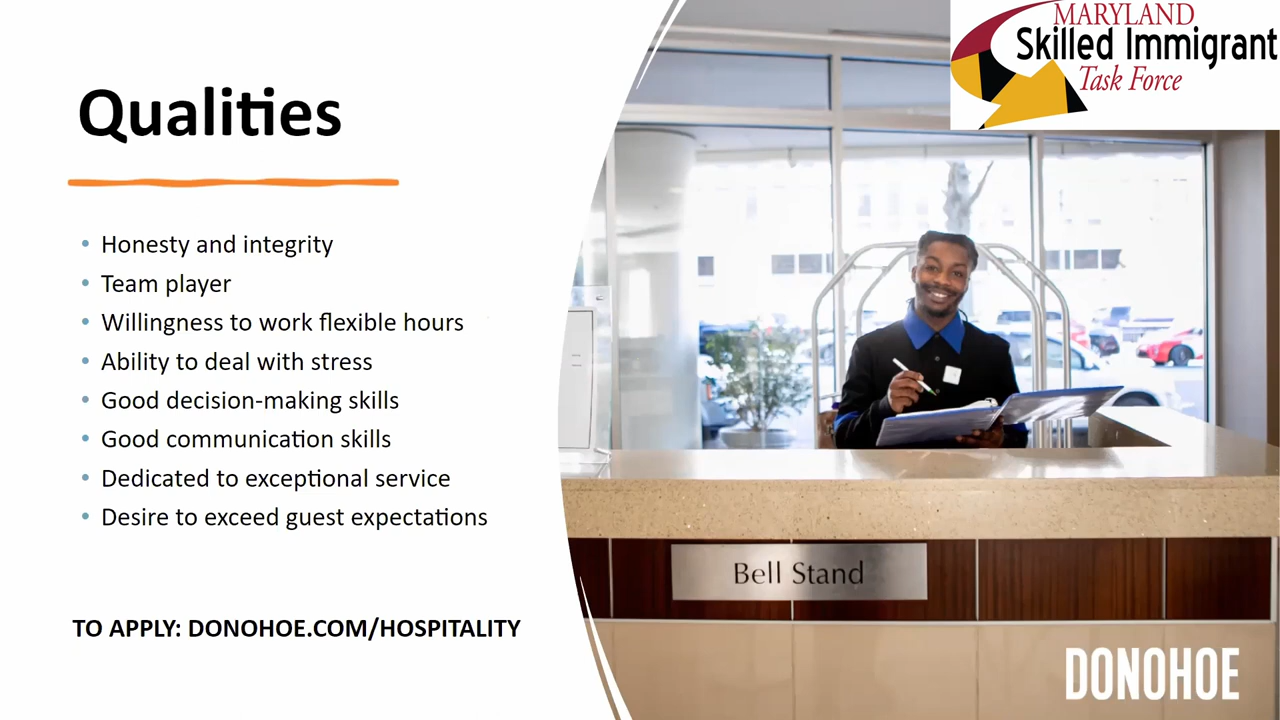 MARYLAND
Skilled Immigrant
Task Force
Qualities
• Honesty and integrity
• Team player
• Willingness to work flexible hours
• Ability to deal with stress
• Good decision-making skills
• Good communication skills
• Dedicated to exceptional service
• Desire to exceed guest expectations
TO APPLY: DONOHOE.COM/HOSPITALITY
Bell Stand
DONOHOE